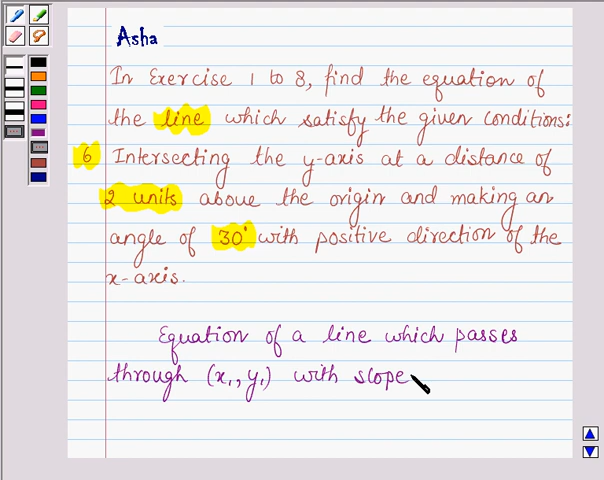 Asha
In Exercise 1 to 8, find the equation of
the line which satisfy the given conditions:
6 Intersecting the y-axis at a distance of
2 units above the origin and making an
angle of 30° with positive direction of the
x-axis.
Equation of a line which passes
through (x₁, y₁) with slope